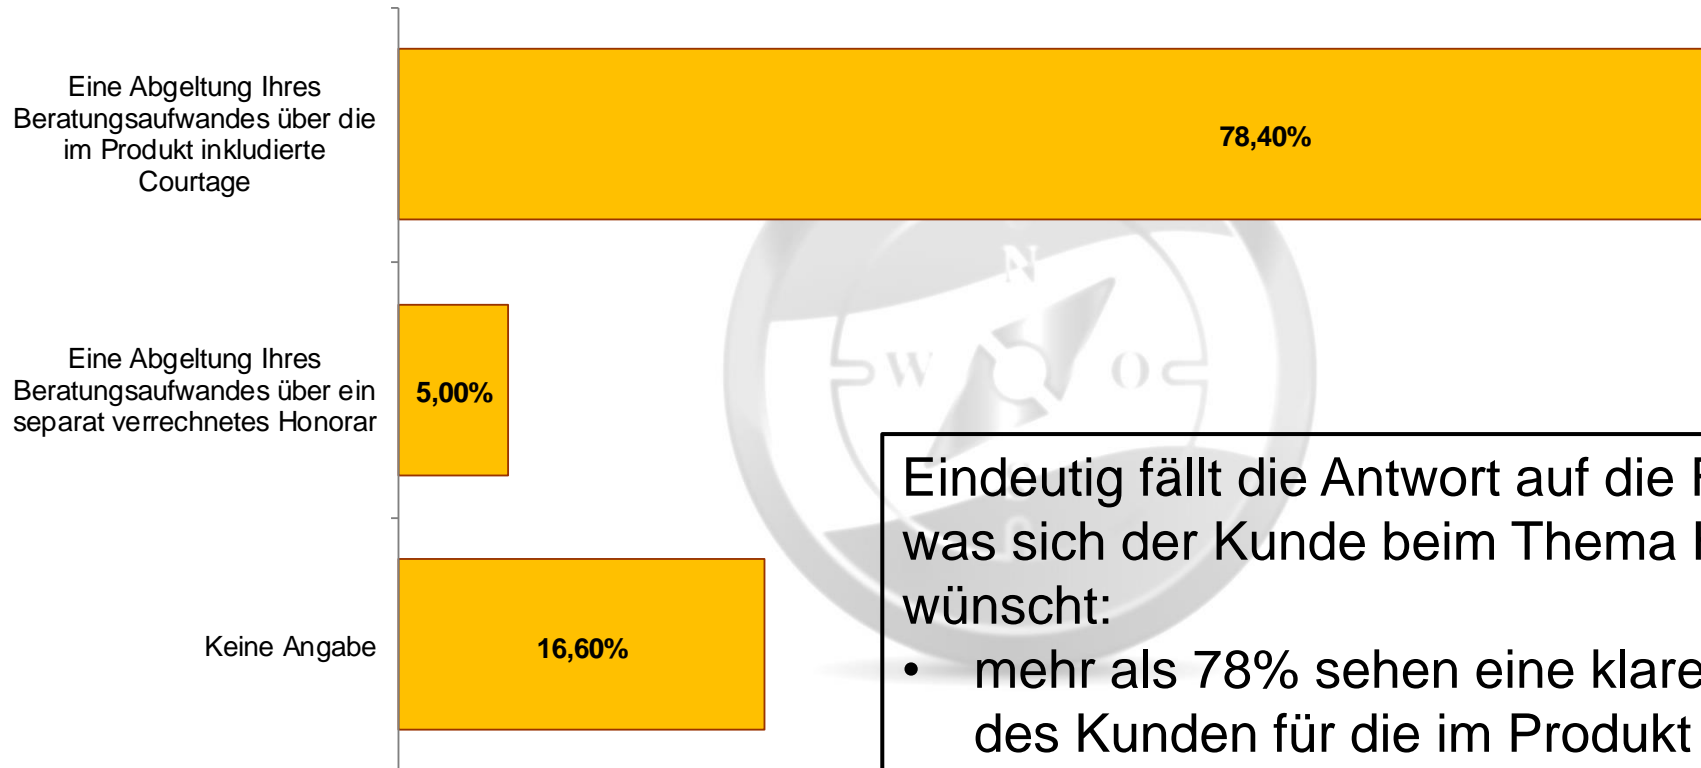 Eine Abgeltung Ihres
Beratungsaufwandes über die
im Produkt inkludierte
Courtage
78,40%
Eine Abgeltung Ihres
Beratungsaufwandes über ein
separat verrechnetes Honorar
5,00%
Keine Angabe
16,60%
N
W
O
Eindeutig fällt die Antwort auf die
was sich der Kunde beim Thema
wünscht:
• mehr als 78% sehen eine klare
des Kunden für die im Produkt